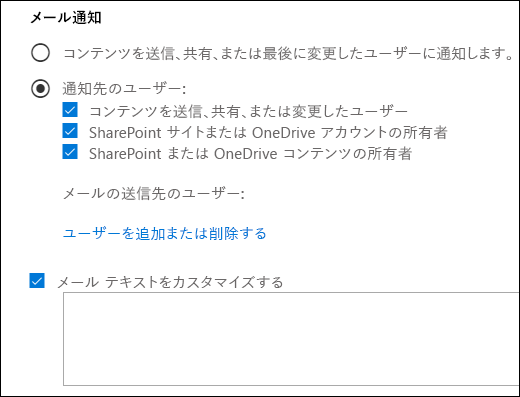 メール通知
コンテンツを送信、共有、または最後に変更したユーザーに通知します。
通知先のユーザー:
コンテンツを送信、共有、または変更したユーザー
SharePoint サイトまたは OneDrive アカウントの所有者
SharePoint または OneDrive コンテンツの所有者
メールの送信先のユーザー:
ユーザーを追加または削除する
メール テキストをカスタマイズする